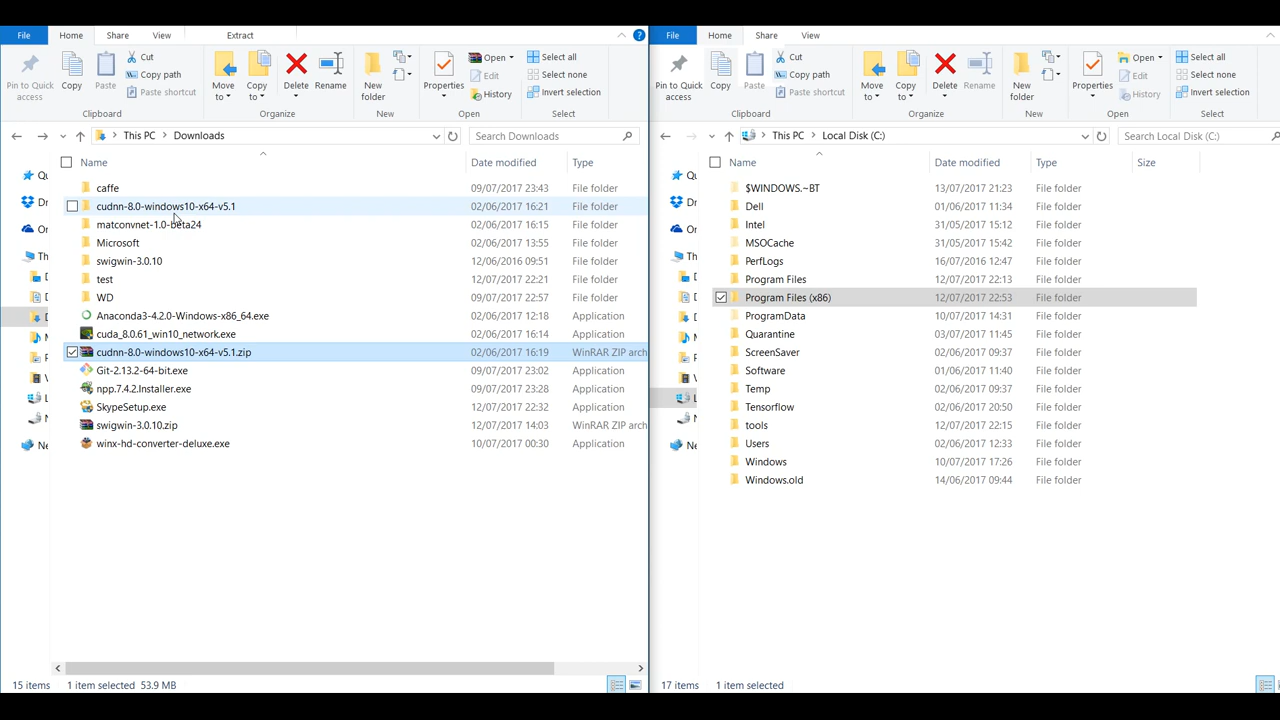 File Home Share View Extract
Pin to Quick access Copy Paste Cut Copy path Paste shortcut Move to Copy to Delete Rename New folder Properties Open Edit History Select all Select none Invert selection
Clipboard Organize New Open Select
This PC > Downloads Search Downloads
Name Date modified Type
caffe 09/07/2017 23:43 File folder
cudnn-8.0-windows10-x64-v5.1 02/06/2017 16:21 File folder
matconvnet-1.0-beta24 02/06/2017 16:15 File folder
Microsoft 02/06/2017 13:55 File folder
swigwin-3.0.10 12/06/2016 09:51 File folder
test 12/07/2017 22:21 File folder
WD 09/07/2017 22:57 File folder
Anaconda3-4.2.0-Windows-x86_64.exe 02/06/2017 12:18 Application
cuda_8.0.61_win10_network.exe 02/06/2017 16:14 Application
cudnn-8.0-windows10-x64-v5.1.zip 02/06/2017 16:19 WinRAR ZIP arch
Git-2.13.2-64-bit.exe 09/07/2017 23:02 Application
npp.7.4.2.Installer.exe 09/07/2017 23:28 Application
SkypeSetup.exe 12/07/2017 22:32 Application
swigwin-3.0.10.zip 12/07/2017 14:03 WinRAR ZIP arch
winx-hd-converter-deluxe.exe 10/07/2017 00:30 Application
15 items 1 item selected 53.9 MB
File Home Share View
Pin to Quick access Copy Paste Cut Copy path Paste shortcut Move to Copy to Delete Rename New folder Properties Open Edit History Select all Select none Invert selection
Clipboard Organize New Open Select
This PC > Local Disk (C:) Search Local Disk (C:)
Name Date modified Type Size
$WINDOWS.~BT 13/07/2017 21:23 File folder
Dell 01/06/2017 11:34 File folder
Intel 31/05/2017 15:12 File folder
MSOCache 31/05/2017 15:42 File folder
PerfLogs 16/07/2016 12:47 File folder
Program Files 12/07/2017 22:13 File folder
Program Files (x86) 12/07/2017 22:53 File folder
ProgramData 10/07/2017 14:31 File folder
Quarantine 03/07/2017 11:45 File folder
ScreenSaver 02/06/2017 09:37 File folder
Software 01/06/2017 11:40 File folder
Temp 02/06/2017 09:37 File folder
Tensorflow 02/06/2017 20:50 File folder
tools 12/07/2017 22:15 File folder
Users 02/06/2017 12:33 File folder
Windows 10/07/2017 17:26 File folder
Windows.old 14/06/2017 09:44 File folder
17 items 1 item selected